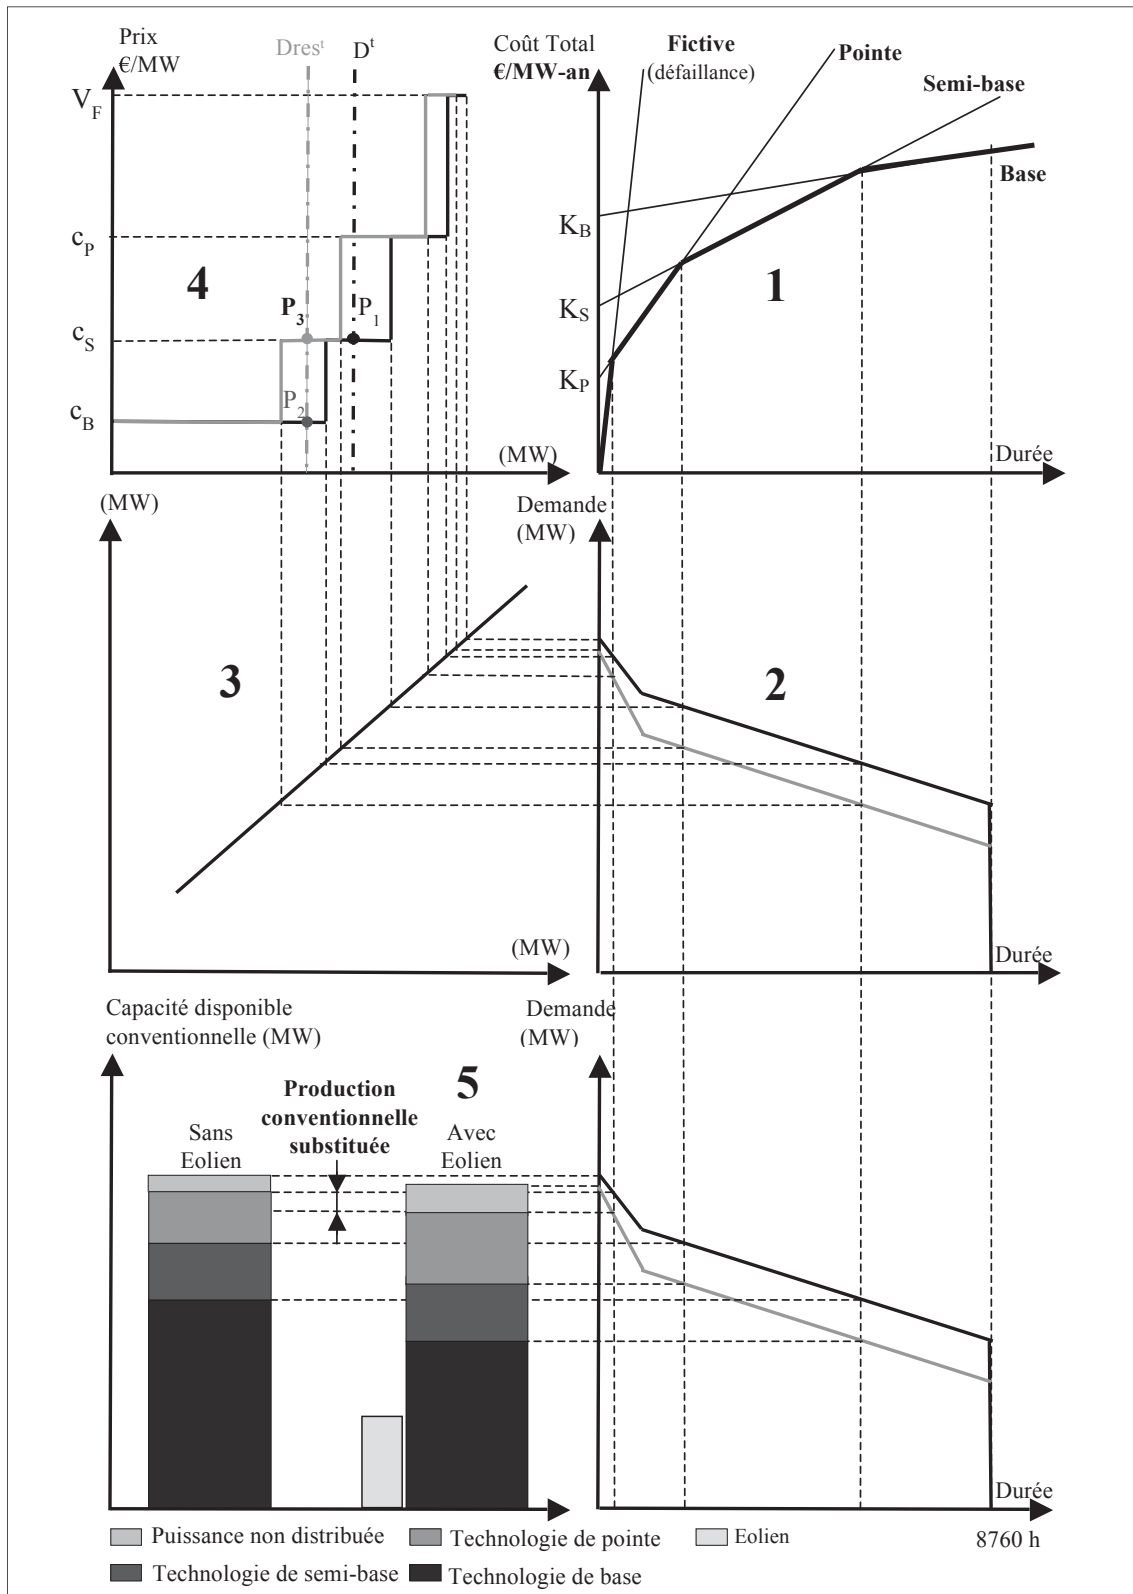 Prix
€/MW
Dresᵗ
Dᵗ
V_F
c_P
4
P_3
P_1
c_S
P_2
c_B
(MW)
Coût Total
€/MW-an
Fictive
(défaillance)
Pointe
Semi-base
Base
K_B
1
K_S
K_P
Durée
(MW)
3
(MW)
Demande
(MW)
2
Durée
Capacité disponible
conventionnelle (MW)
5
Production
conventionnelle
substituée
Sans
Eolien
Avec
Eolien
Demande
(MW)
Durée
8760 h
Puissance non distribuée
Technologie de pointe
Eolien
Technologie de semi-base
Technologie de base